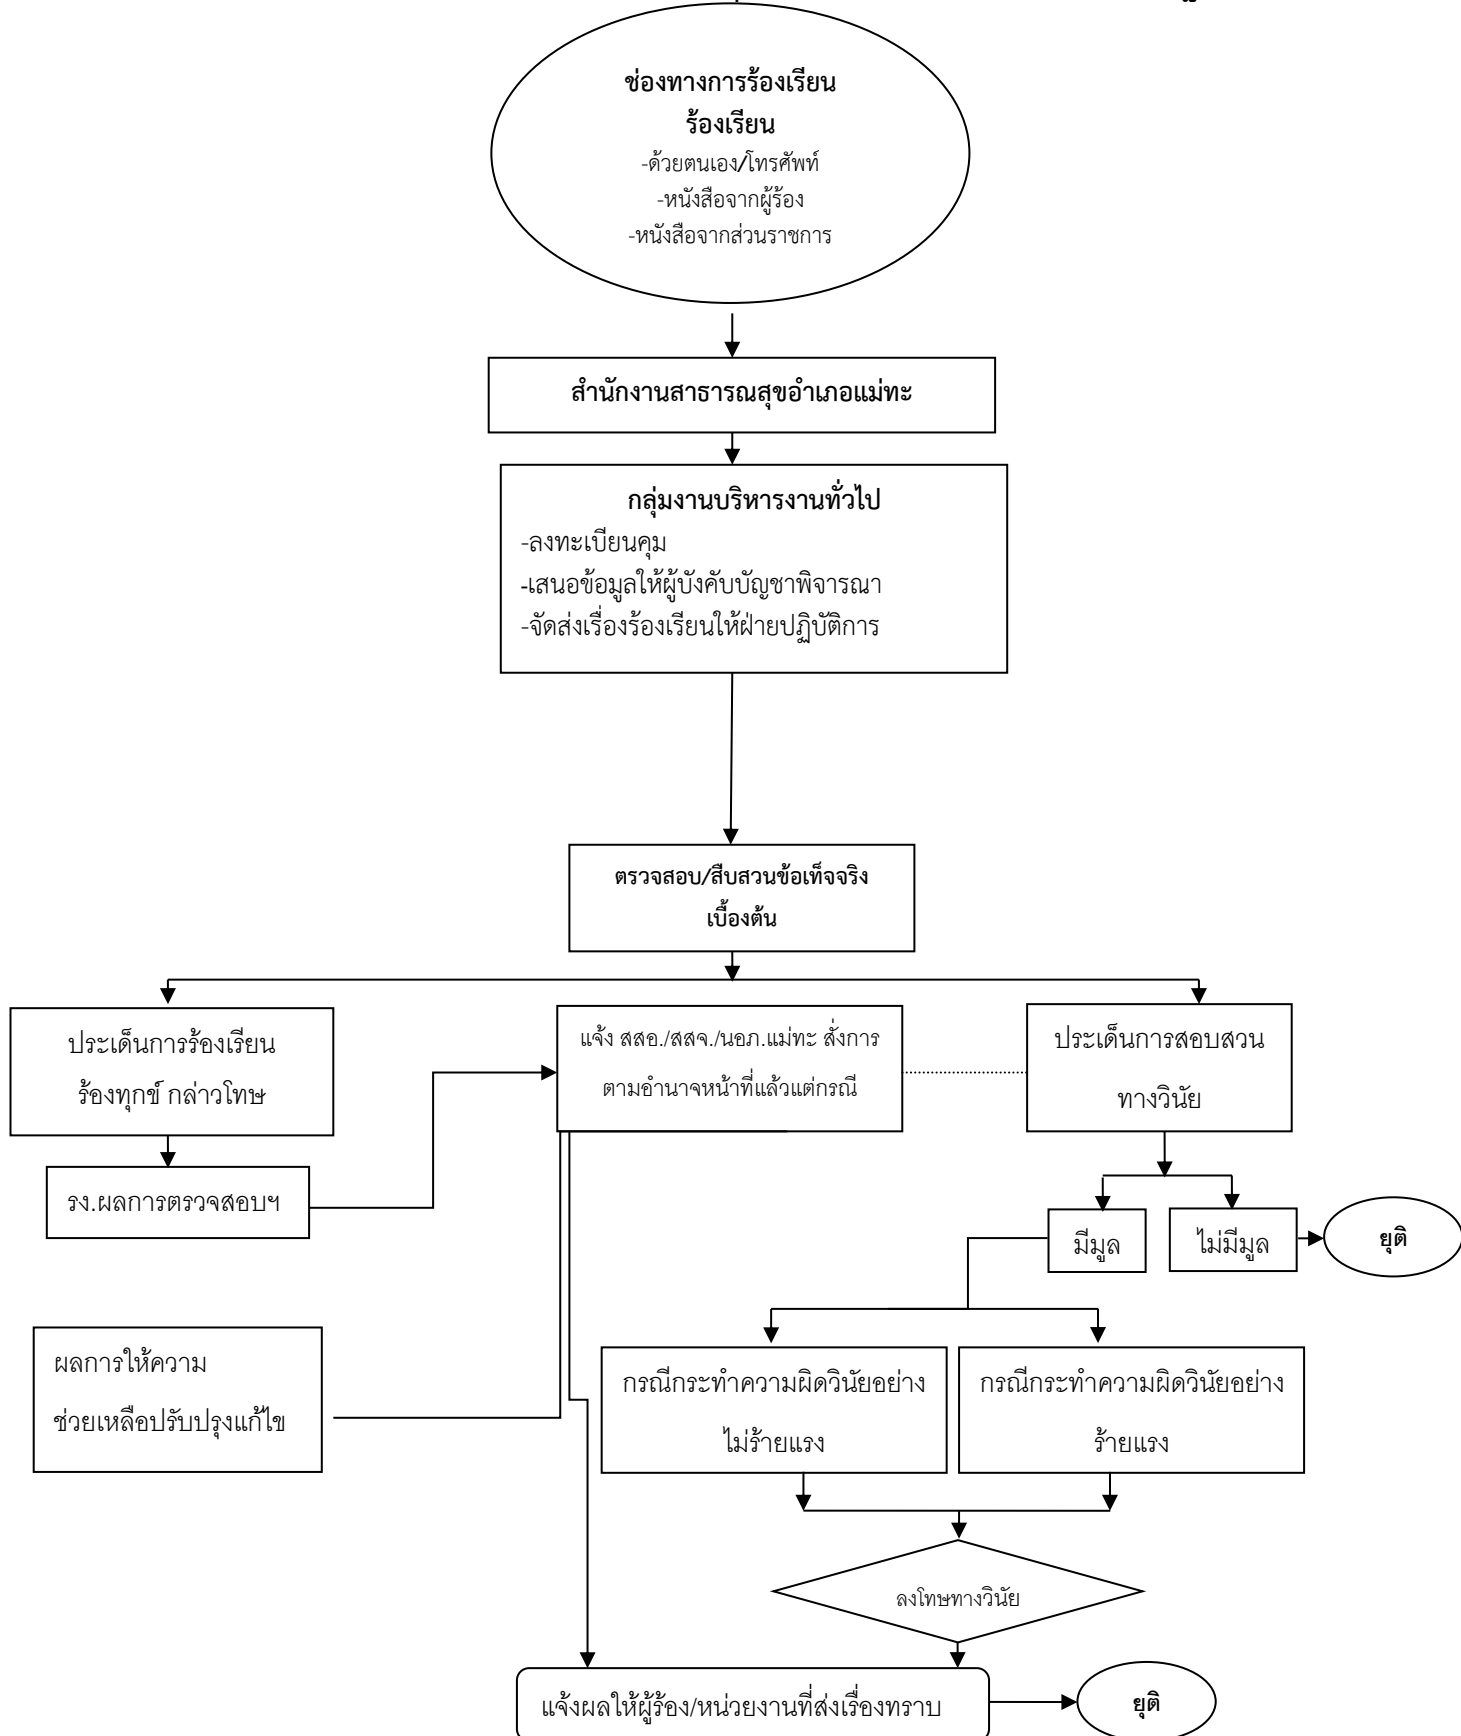 ช่องทางการร้องเรียน
ร้องเรียน
-ด้วยตนเอง/โทรศัพท์
-หนังสือจากผู้ร้อง
-หนังสือจากส่วนราชการ
สำนักงานสาธารณสุขอำเภอแม่ทะ
กลุ่มงานบริหารงานทั่วไป
-ลงทะเบียนคุม
-เสนอข้อมูลให้ผู้บังคับบัญชาพิจารณา
-จัดส่งเรื่องร้องเรียนให้ฝ่ายปฏิบัติการ
ตรวจสอบ/สืบสวนข้อเท็จจริง
เบื้องต้น
ประเด็นการร้องเรียน
ร้องทุกข์ กล่าวโทษ
แจ้ง สสอ./สสจ./นอภ.แม่ทะ สั่งการ
ตามอำนาจหน้าที่แล้วแต่กรณี
ประเด็นการสอบสวน
ทางวินัย
รง.ผลการตรวจสอบฯ
มีมูล
ไม่มีมูล
ยุติ
ผลการให้ความ
ช่วยเหลือปรับปรุงแก้ไข
กรณีกระทำความผิดวินัยอย่าง
ไม่ร้ายแรง
กรณีกระทำความผิดวินัยอย่าง
ร้ายแรง
ลงโทษทางวินัย
แจ้งผลให้ผู้ร้อง/หน่วยงานที่ส่งเรื่องทราบ
ยุติ